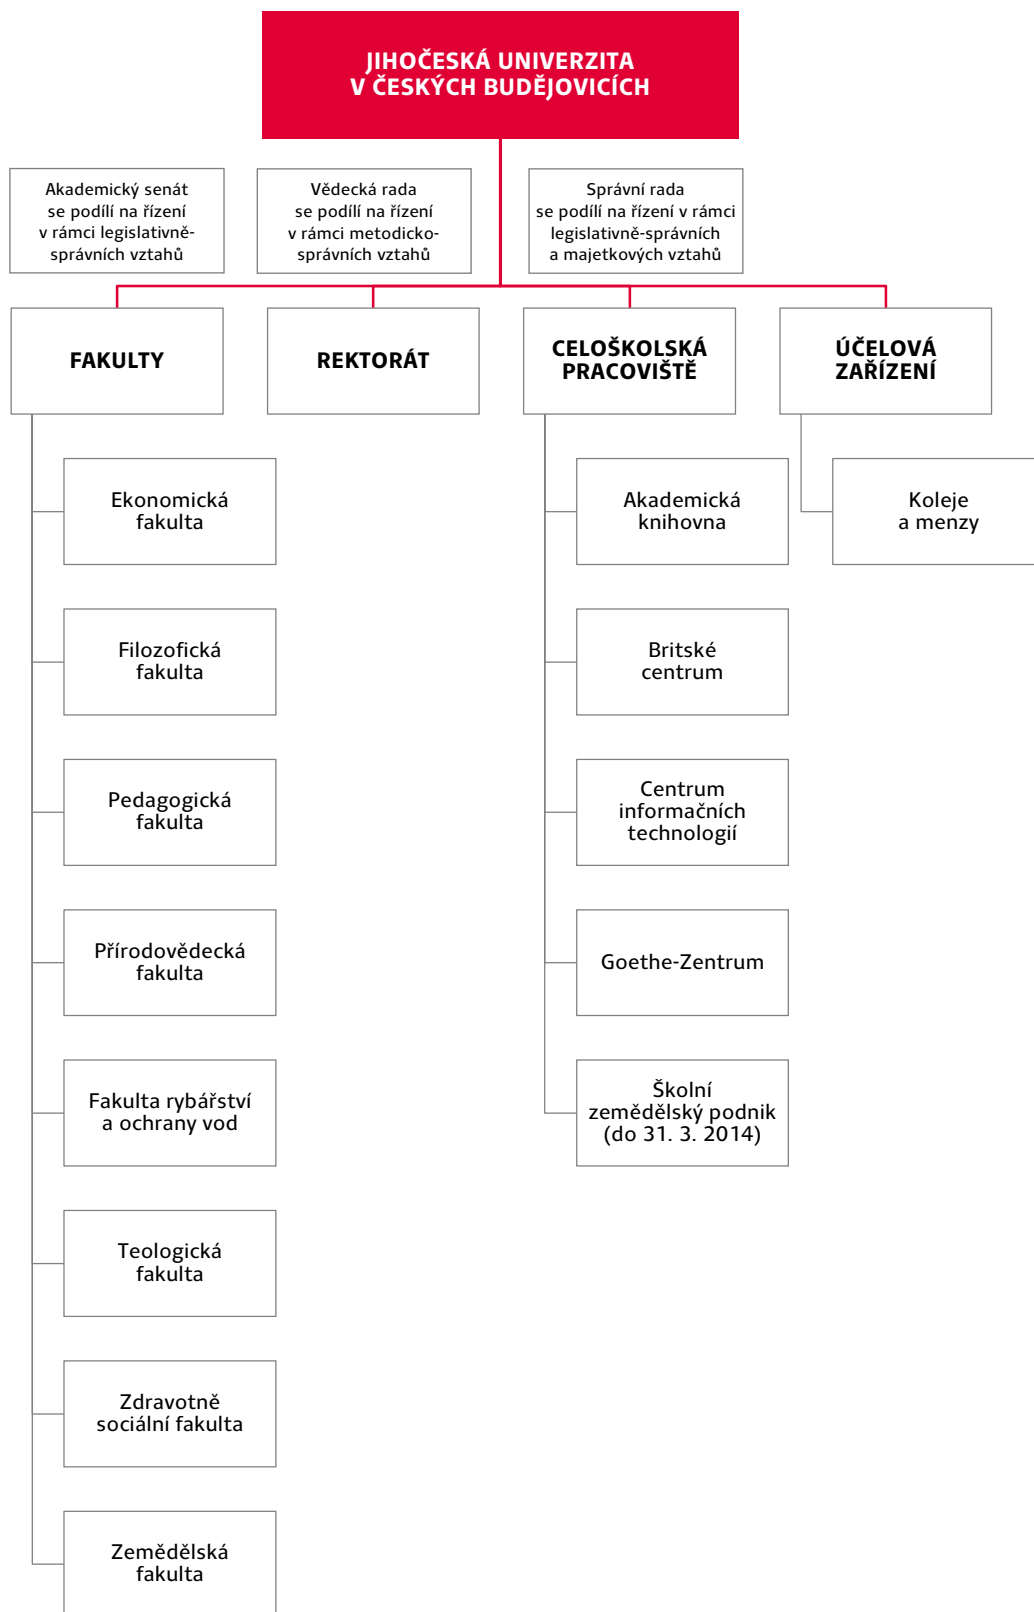 JIHOČESKÁ UNIVERZITA
V ČESKÝCH BUDĚJOVICÍCH
Akademický senát
se podílí na řízení
v rámci legislativně-
správních vztahů
Vědecká rada
se podílí na řízení
v rámci metodicko-
správních vztahů
Správní rada
se podílí na řízení v rámci
legislativně-správních
a majetkových vztahů
FAKULTY
REKTORÁT
CELOŠKOLSKÁ
PRACOVIŠTĚ
ÚČELOVÁ
ZAŘÍZENÍ
Ekonomická
fakulta
Filozofická
fakulta
Pedagogická
fakulta
Přírodovědecká
fakulta
Fakulta rybářství
a ochrany vod
Teologická
fakulta
Zdravotně
sociální fakulta
Zemědělská
fakulta
Akademická
knihovna
Britské
centrum
Centrum
informačních
technologií
Goethe-Zentrum
Školní
zemědělský podnik
(do 31. 3. 2014)
Koleje
a menzy